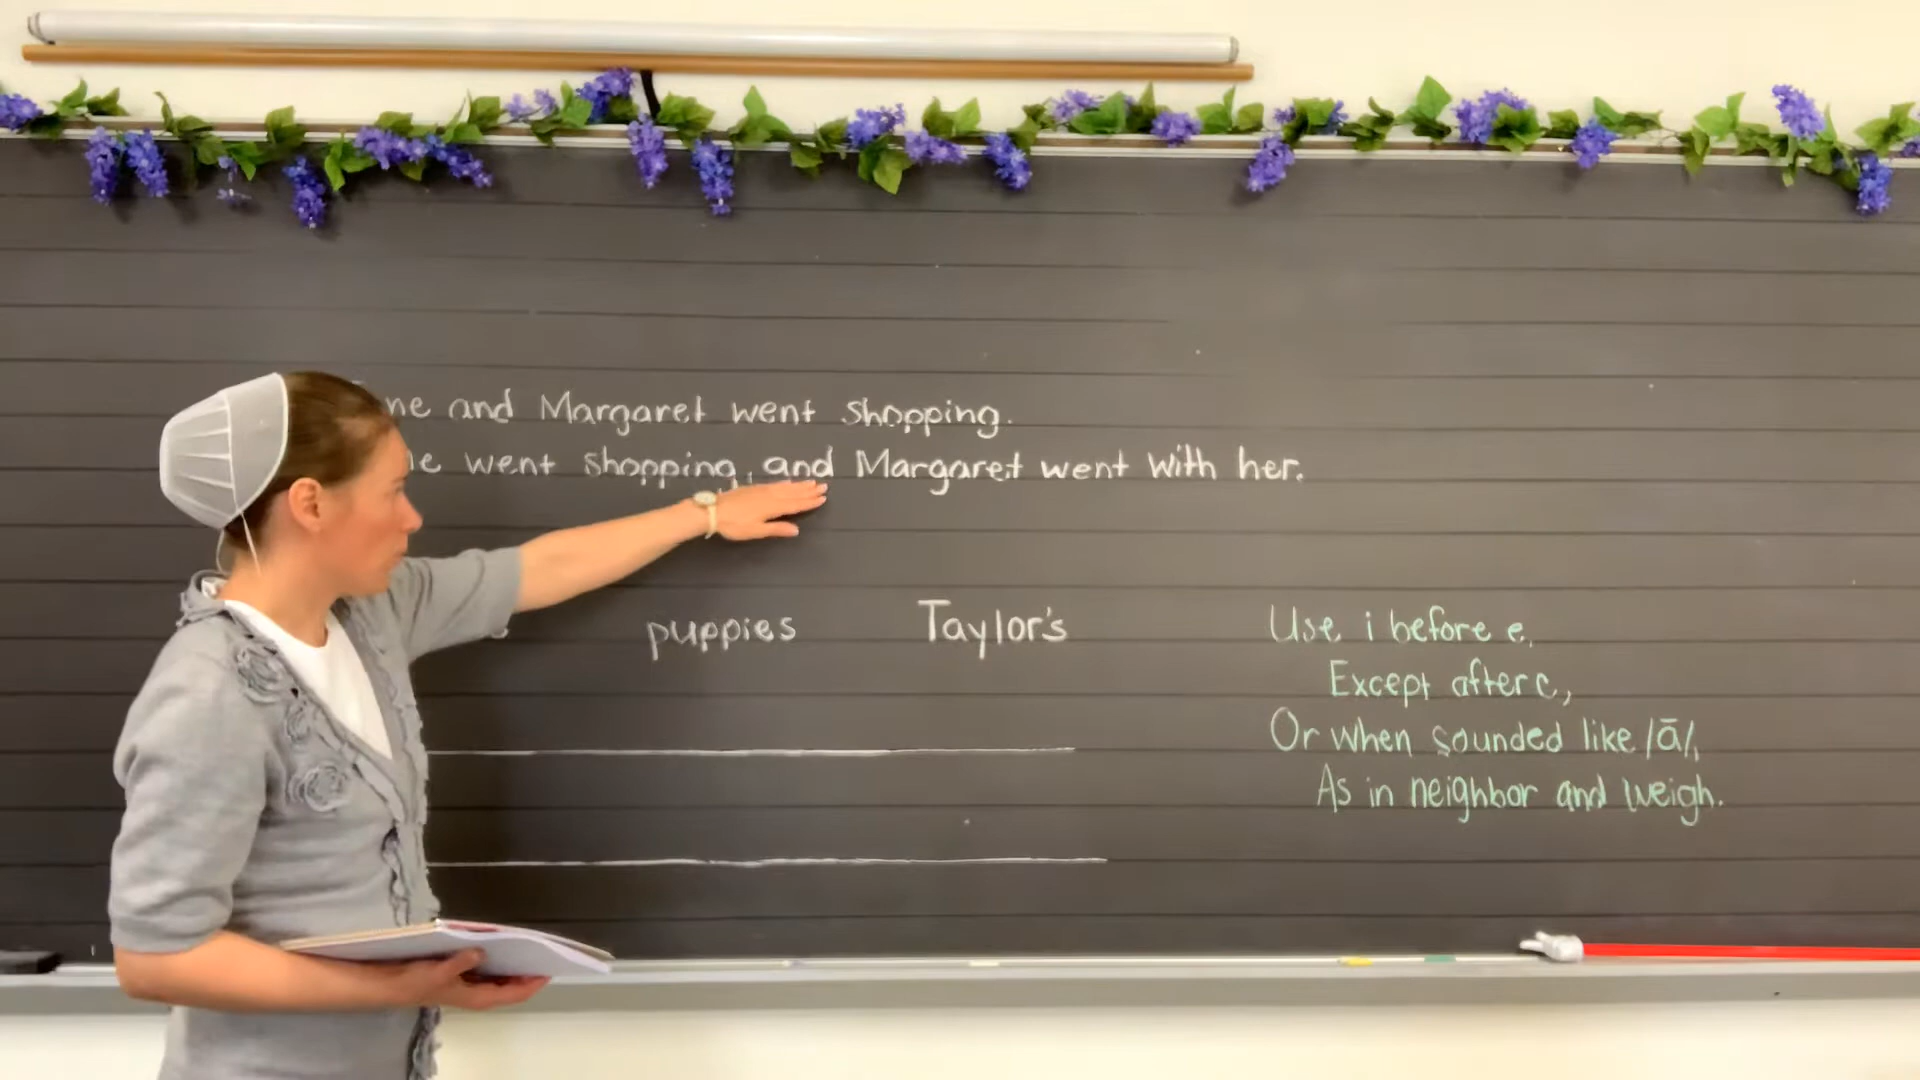 ne and Margaret went shopping.
ne went shopping, and Margaret went with her.
puppies Taylor's
Use i before e,
Except after c,
Or when sounded like /ā/,
As in neighbor and weigh.